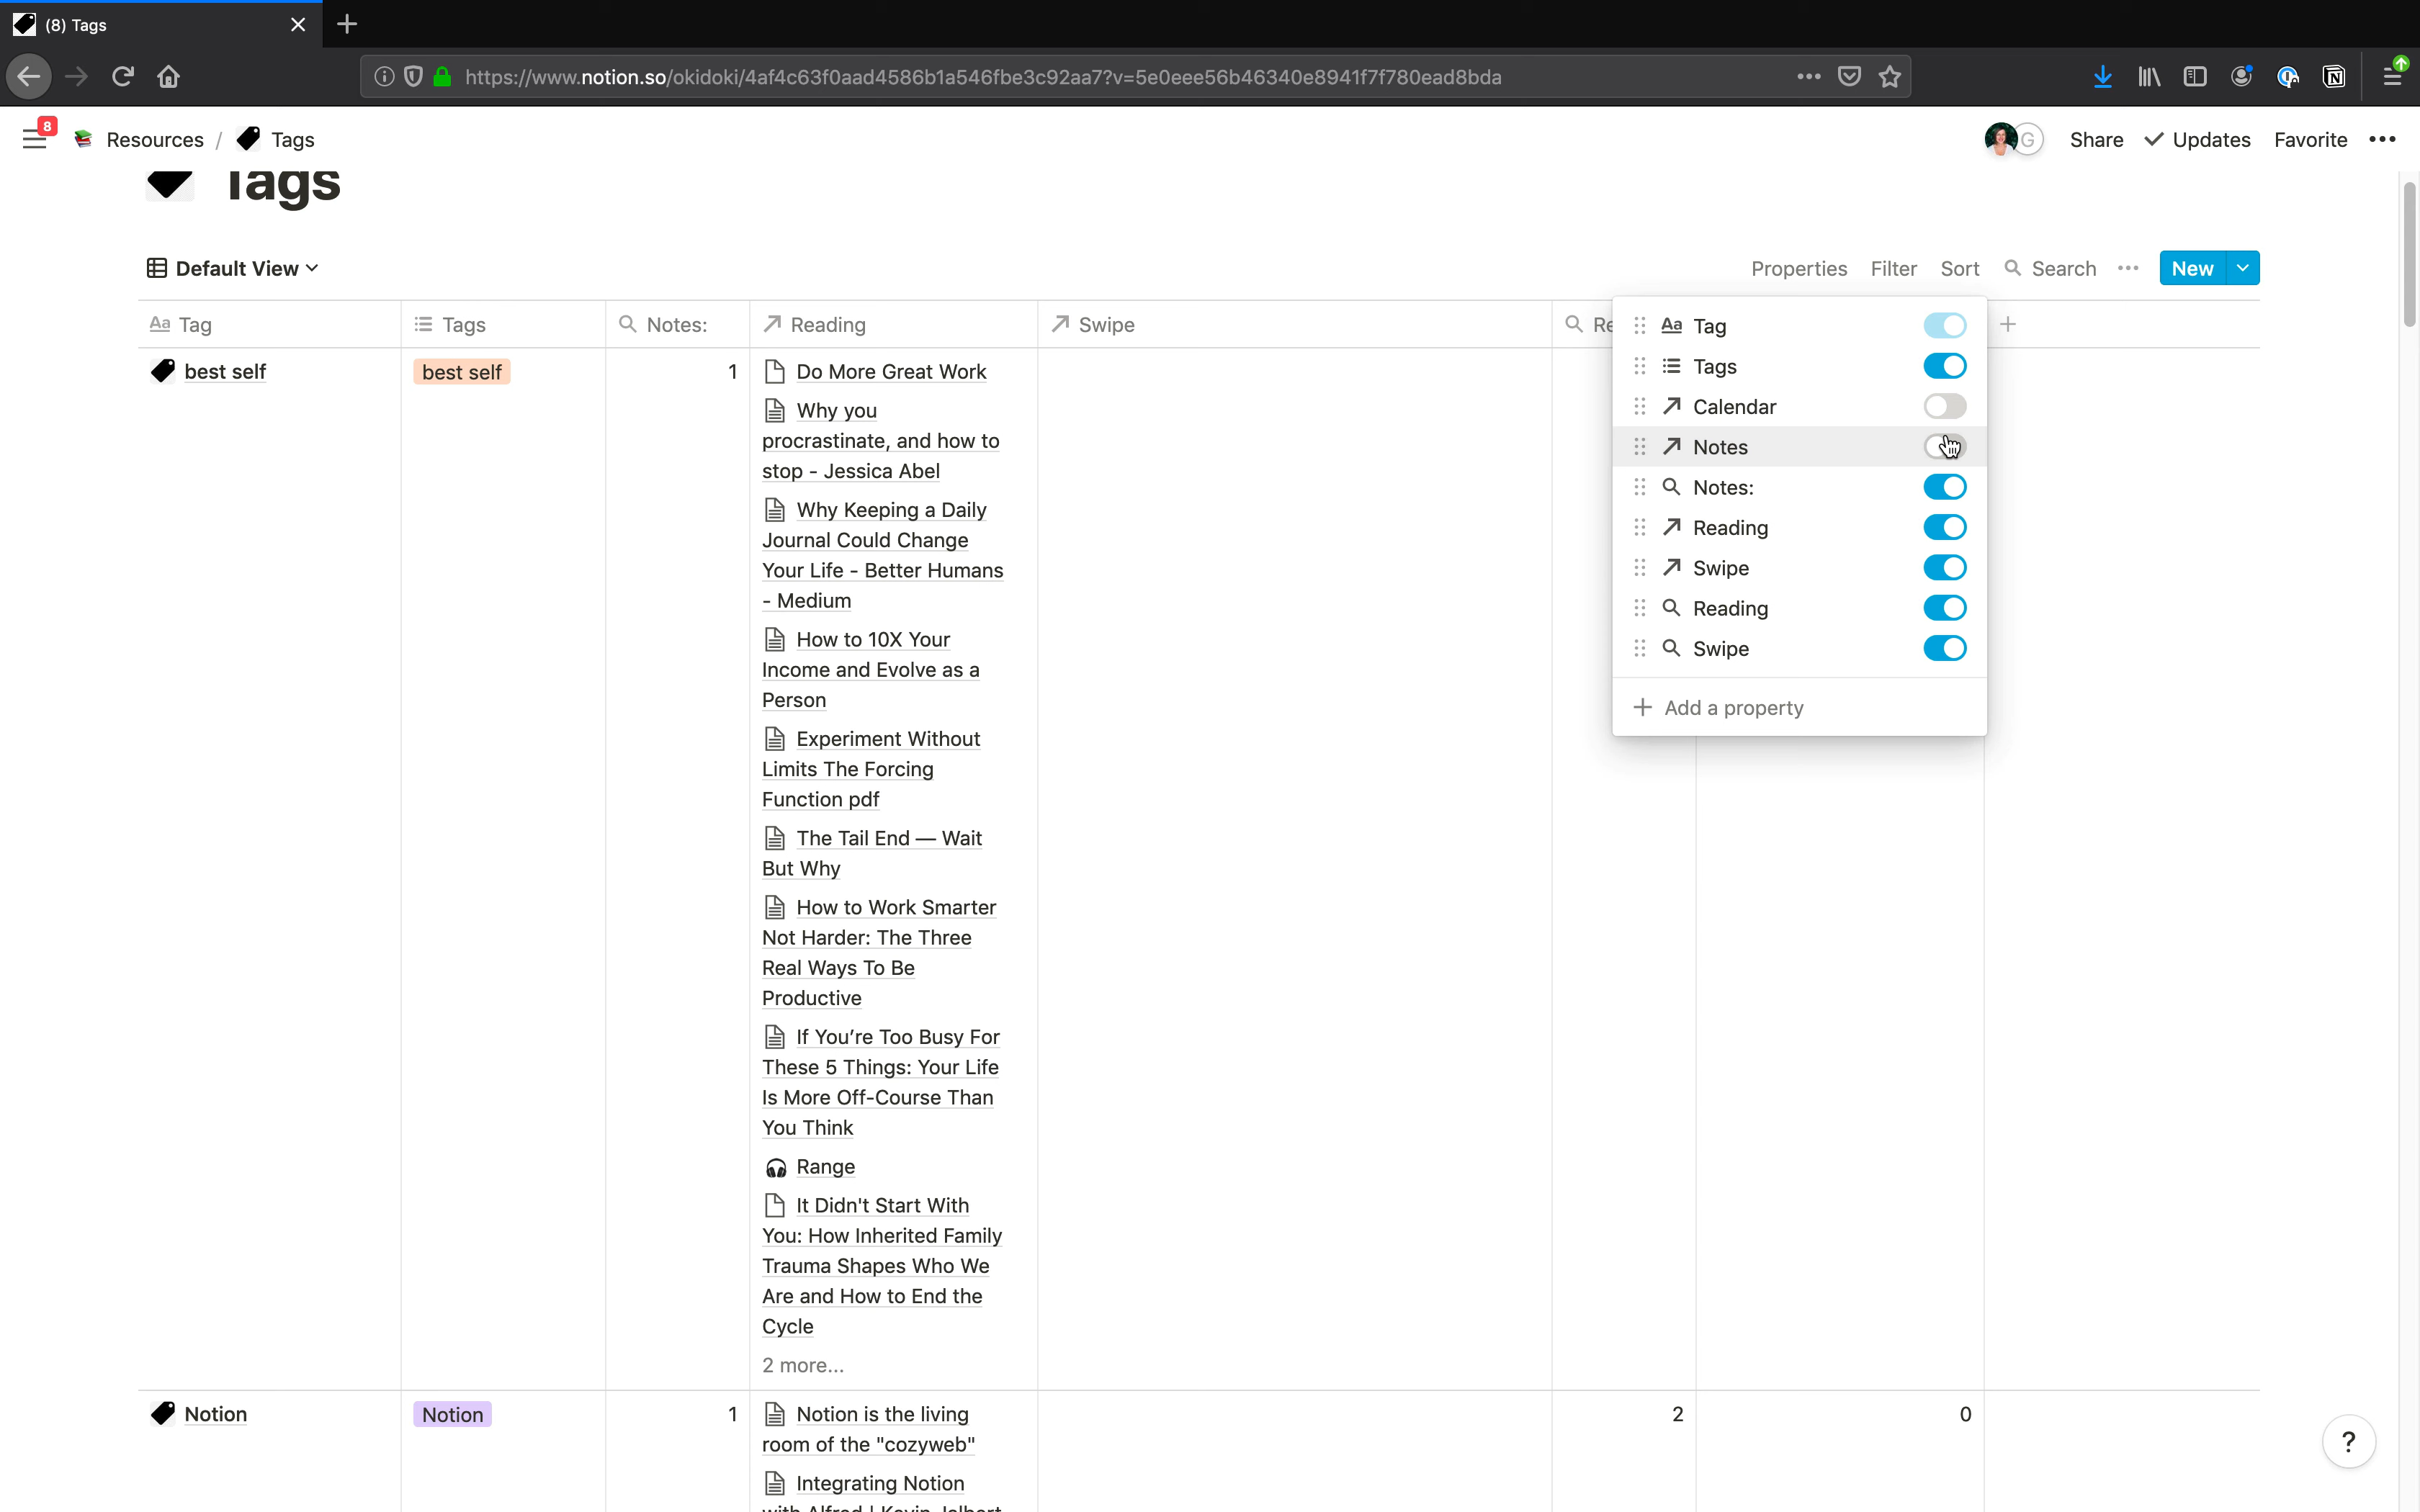 (8) Tags
https://www.notion.so/okidoki/4af4c63f0aad4586b1a546fbe3c92aa7?v=5e0eee56b46340e8941f7f780ead8bda
8
Resources / Tags
G
Share
Updates
Favorite
Tags
Default View
Properties
Filter
Sort
Search
New
Aa Tag
Tags
Notes:
Reading
Swipe
Re
best self
best self
1
Do More Great Work
Why you
procrastinate, and how to
stop - Jessica Abel
Why Keeping a Daily
Journal Could Change
Your Life - Better Humans
- Medium
How to 10X Your
Income and Evolve as a
Person
Experiment Without
Limits The Forcing
Function pdf
The Tail End — Wait
But Why
How to Work Smarter
Not Harder: The Three
Real Ways To Be
Productive
If You’re Too Busy For
These 5 Things: Your Life
Is More Off-Course Than
You Think
Range
It Didn't Start With
You: How Inherited Family
Trauma Shapes Who We
Are and How to End the
Cycle
2 more...
Aa Tag
Tags
Calendar
Notes
Notes:
Reading
Swipe
Reading
Swipe
Add a property
Notion
Notion
1
Notion is the living
room of the "cozyweb"
Integrating Notion
with Alfred | Kevin Jalbert
2
0
?